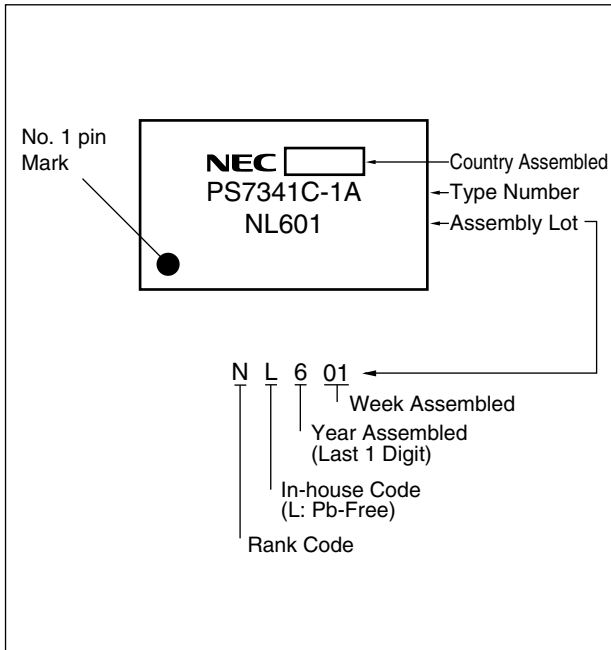 No. 1 pin
Mark
NEC
Country Assembled
PS7341C-1A
Type Number
NL601
Assembly Lot
N L 6 01
Week Assembled
Year Assembled
(Last 1 Digit)
In-house Code
(L: Pb-Free)
Rank Code